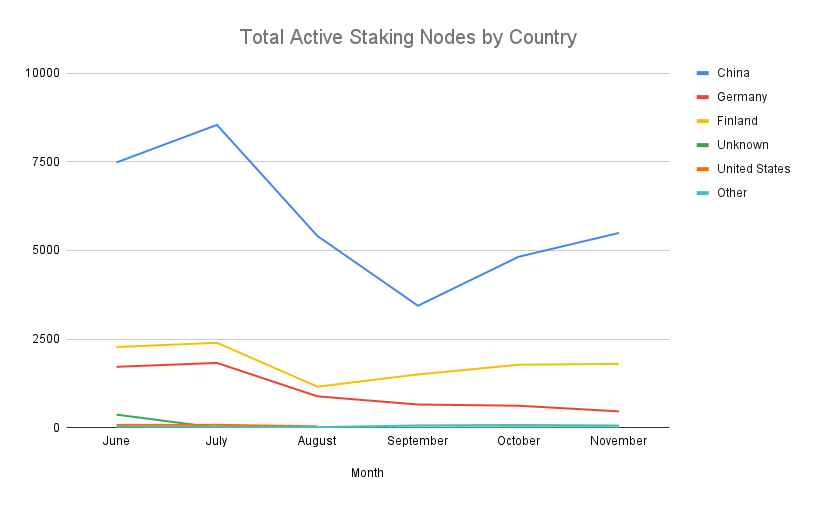 Total Active Staking Nodes by Country
10000
7500
5000
2500
0
June July August September October November
Month
China
Germany
Finland
Unknown
United States
Other